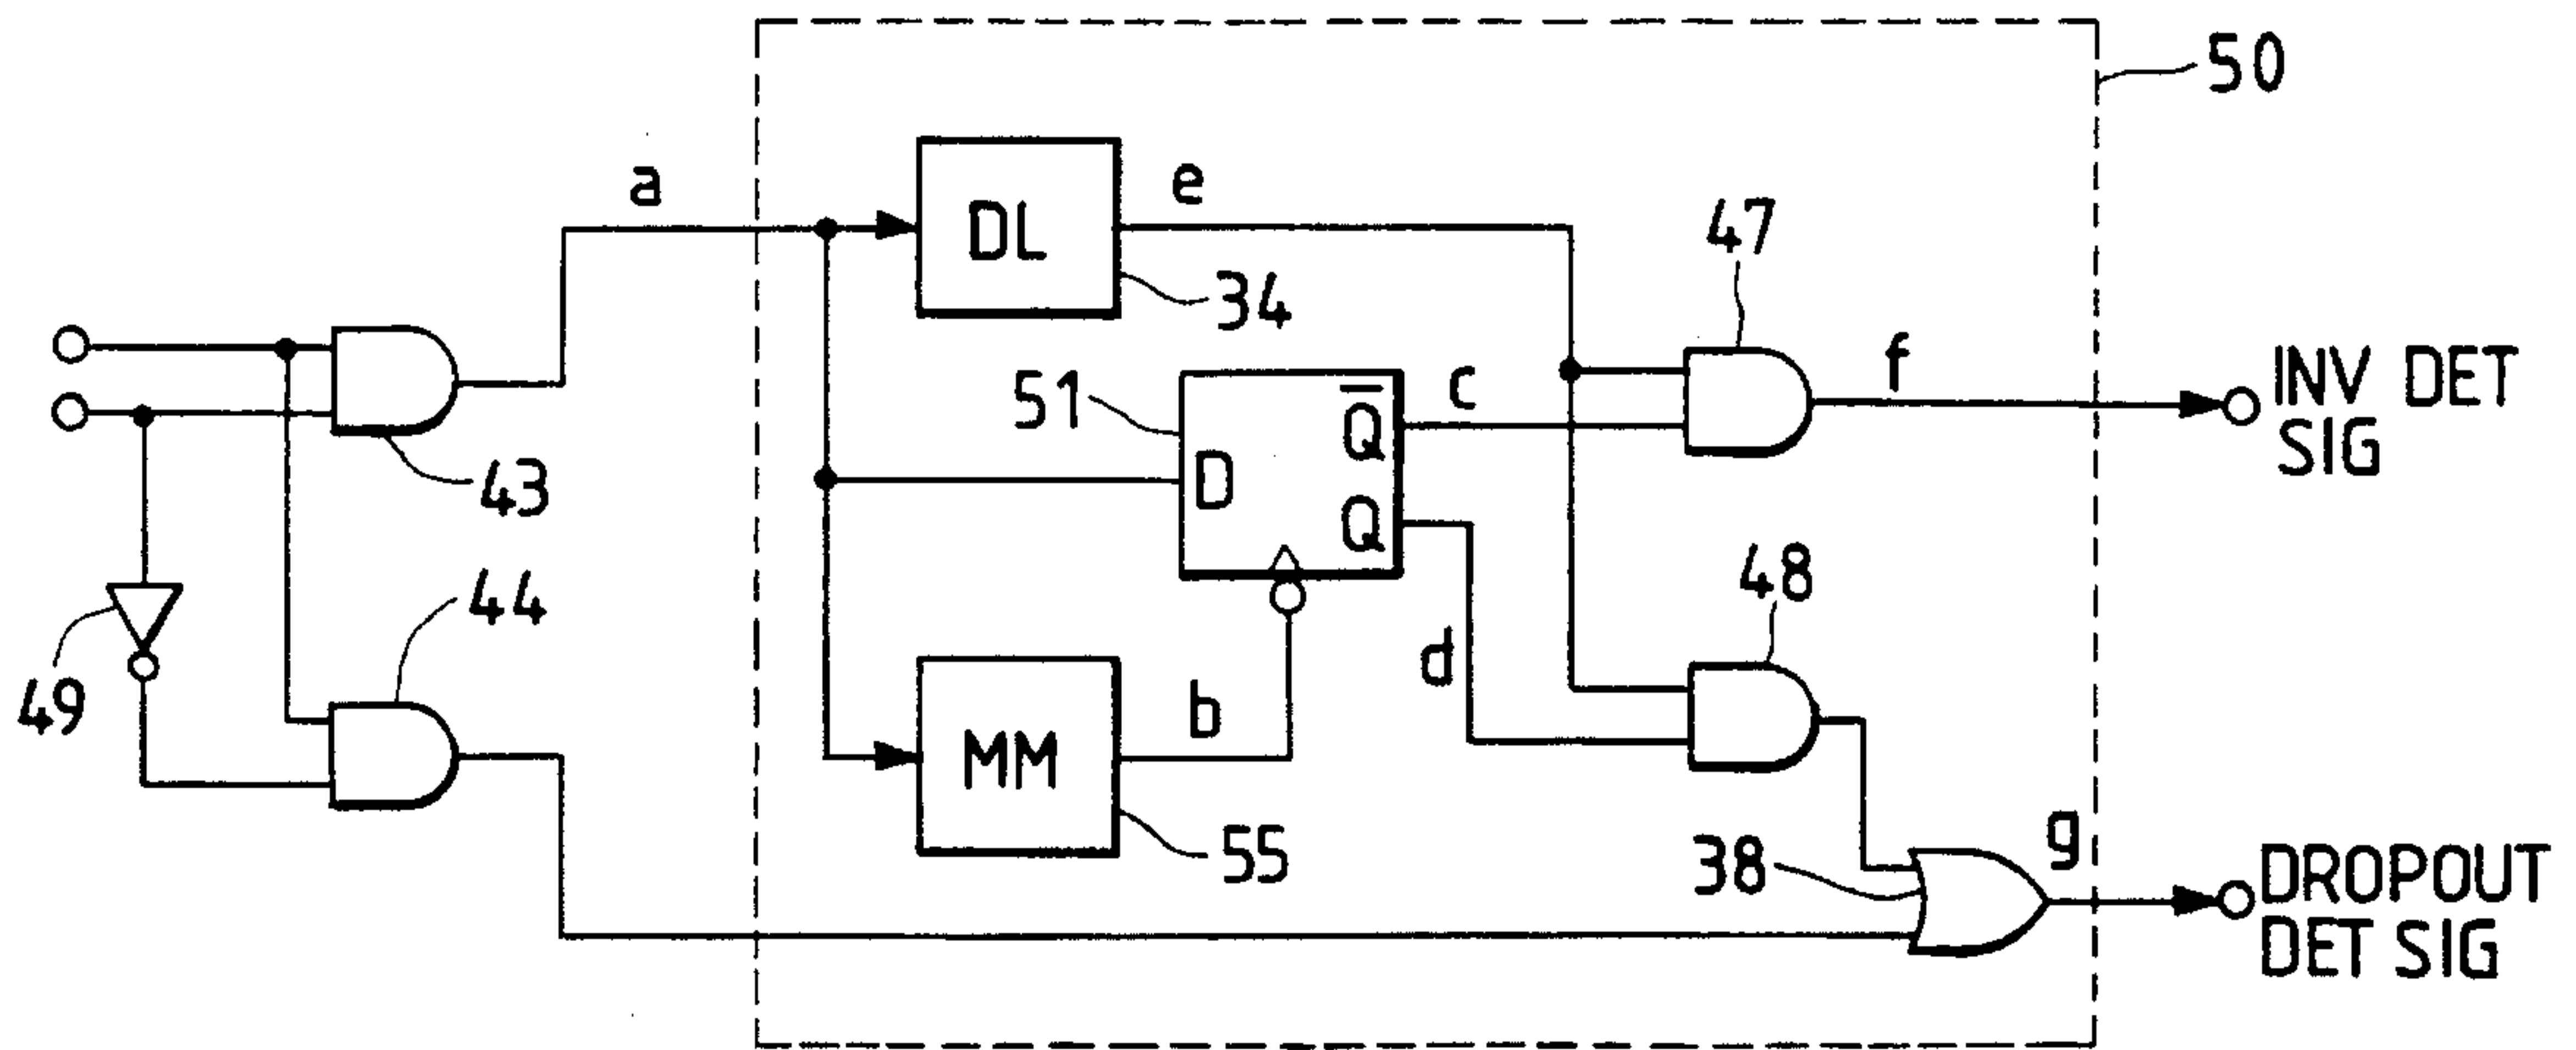 50
a
e
DL
34
47
51
D
Q̅
Q
c
f
INV DET
SIG
43
44
49
48
d
b
MM
55
38
g
DROPOUT
DET SIG